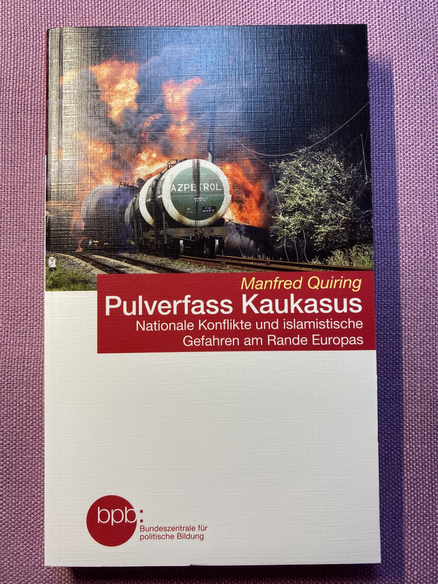 AZPETROL
Manfred Quiring
Pulverfass Kaukasus
Nationale Konflikte und islamistische
Gefahren am Rande Europas
bpb:
Bundeszentrale für
politische Bildung